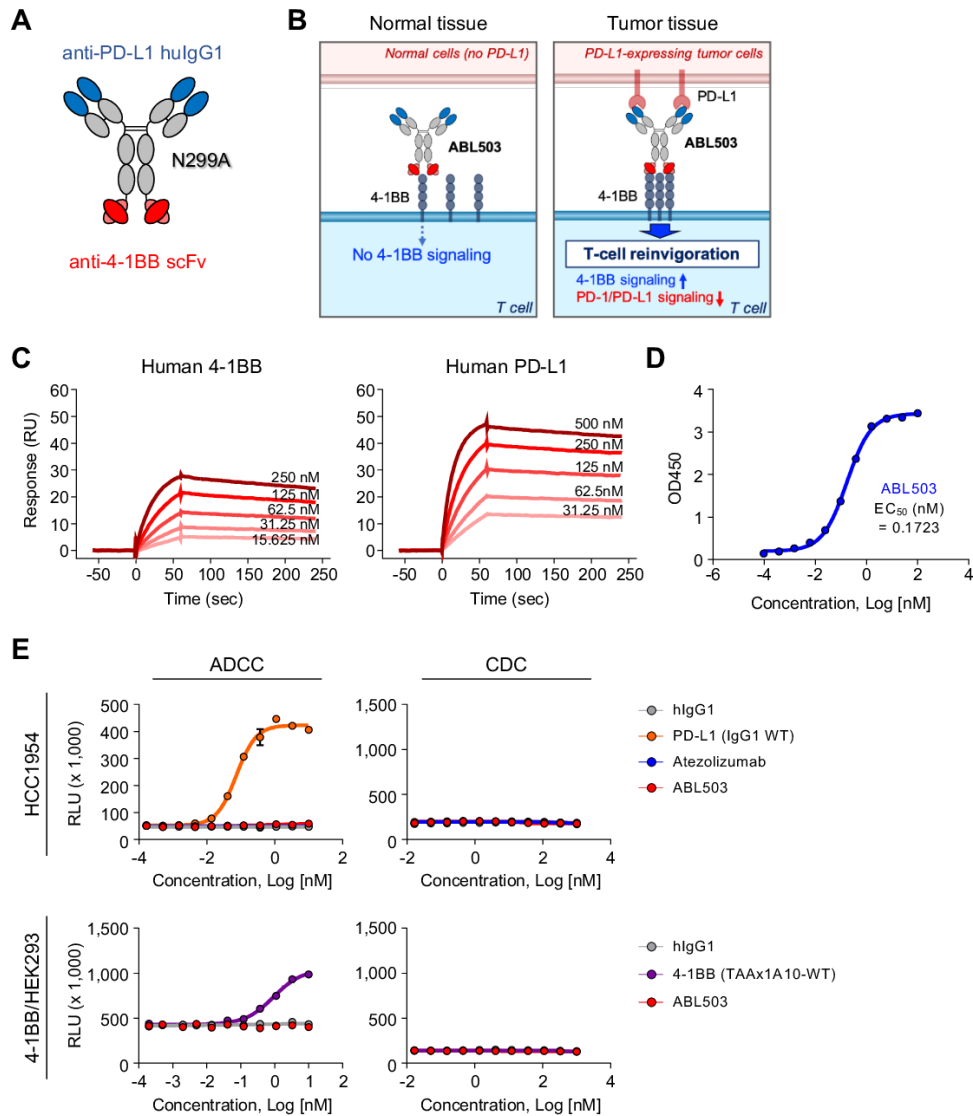 A
anti-PD-L1 huIgG1
N299A
anti-4-1BB scFv
B
Normal tissue
Normal cells (no PD-L1)
ABL503
4-1BB
No 4-1BB signaling
T cell
Tumor tissue
PD-L1-expressing tumor cells
PD-L1
ABL503
4-1BB
T-cell reinvigoration
4-1BB signaling
PD-1/PD-L1 signaling
T cell
C
Human 4-1BB
Response (RU)
60
50
40
30
20
10
0
250 nM
125 nM
62.5 nM
31.25 nM
15.625 nM
-50 0 50 100 150 200 250
Time (sec)
Human PD-L1
60
50
40
30
20
10
0
500 nM
250 nM
125 nM
62.5nM
31.25 nM
-50 0 50 100 150 200 250
Time (sec)
D
OD450
4
3
2
1
0
ABL503
EC50 (nM)
= 0.1723
-6 -4 -2 0 2 4
Concentration, Log [nM]
E
ADCC
CDC
HCC1954
RLU (x 1,000)
500
400
300
200
100
0
-4 -2 0 2
Concentration, Log [nM]
1,500
1,000
500
0
-2 0 2 4
Concentration, Log [nM]
hIgG1
PD-L1 (IgG1 WT)
Atezolizumab
ABL503
4-1BB/HEK293
RLU (x 1,000)
1,500
1,000
500
0
-4 -3 -2 -1 0 1 2
Concentration, Log [nM]
1,500
1,000
500
0
-2 0 2 4
Concentration, Log [nM]
hIgG1
4-1BB (TAAx1A10-WT)
ABL503